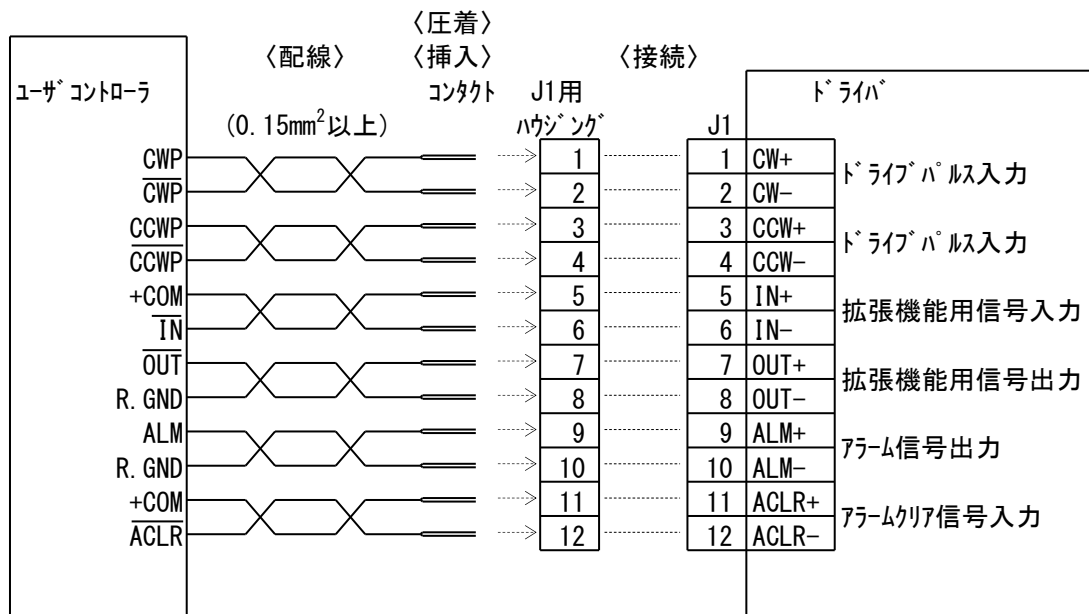 〈圧着〉
〈配線〉 〈挿入〉 〈接続〉
ﾕｰｻﾞｺﾝﾄﾛｰﾗ ｺﾝﾀｸﾄ J1用 ﾄﾞﾗｲﾊﾞ
(0.15mm²以上) ﾊｳｼﾞﾝｸﾞ J1
CWP 1 1 CW+
C̅W̅P̅ 2 2 CW-
ﾄﾞﾗｲﾌﾞﾊﾟﾙｽ入力
CCWP 3 3 CCW+
C̅C̅W̅P̅ 4 4 CCW-
ﾄﾞﾗｲﾌﾞﾊﾟﾙｽ入力
+COM 5 5 IN+
I̅N̅ 6 6 IN-
拡張機能用信号入力
O̅U̅T̅ 7 7 OUT+
R.GND 8 8 OUT-
拡張機能用信号出力
ALM 9 9 ALM+
R.GND 10 10 ALM-
ｱﾗｰﾑ信号出力
+COM 11 11 ACLR+
A̅C̅L̅R̅ 12 12 ACLR-
ｱﾗｰﾑｸﾘｱ信号入力